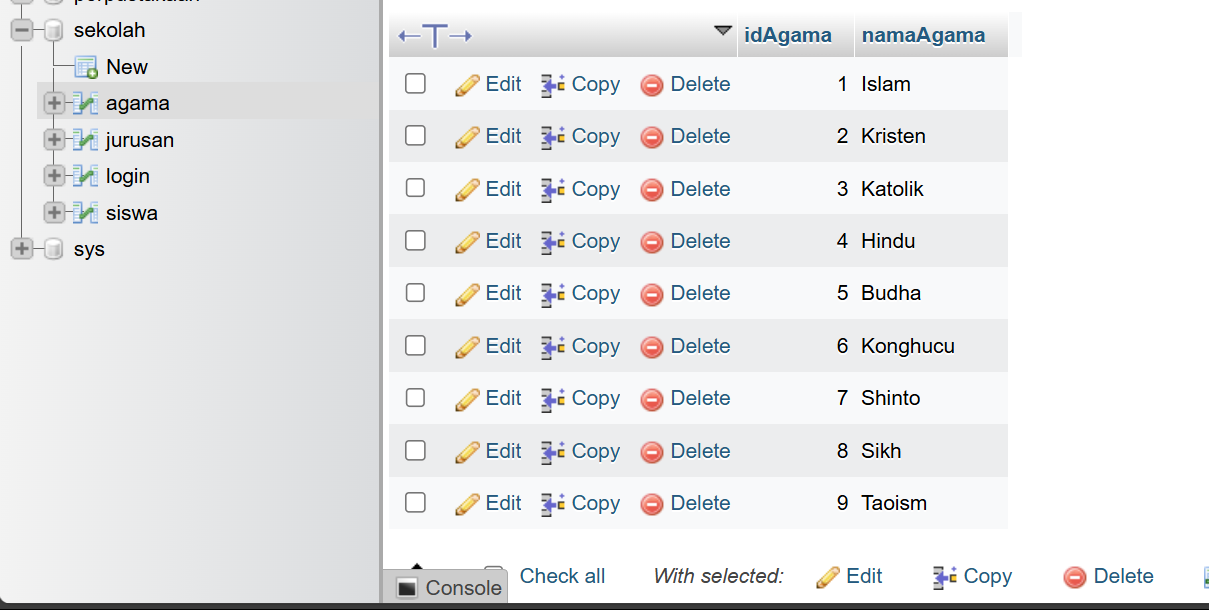 sekolah
New
agama
jurusan
login
siswa
sys
idAgama namaAgama
Edit Copy Delete 1 Islam
Edit Copy Delete 2 Kristen
Edit Copy Delete 3 Katolik
Edit Copy Delete 4 Hindu
Edit Copy Delete 5 Budha
Edit Copy Delete 6 Konghucu
Edit Copy Delete 7 Shinto
Edit Copy Delete 8 Sikh
Edit Copy Delete 9 Taoism
Check all With selected: Edit Copy Delete
Console